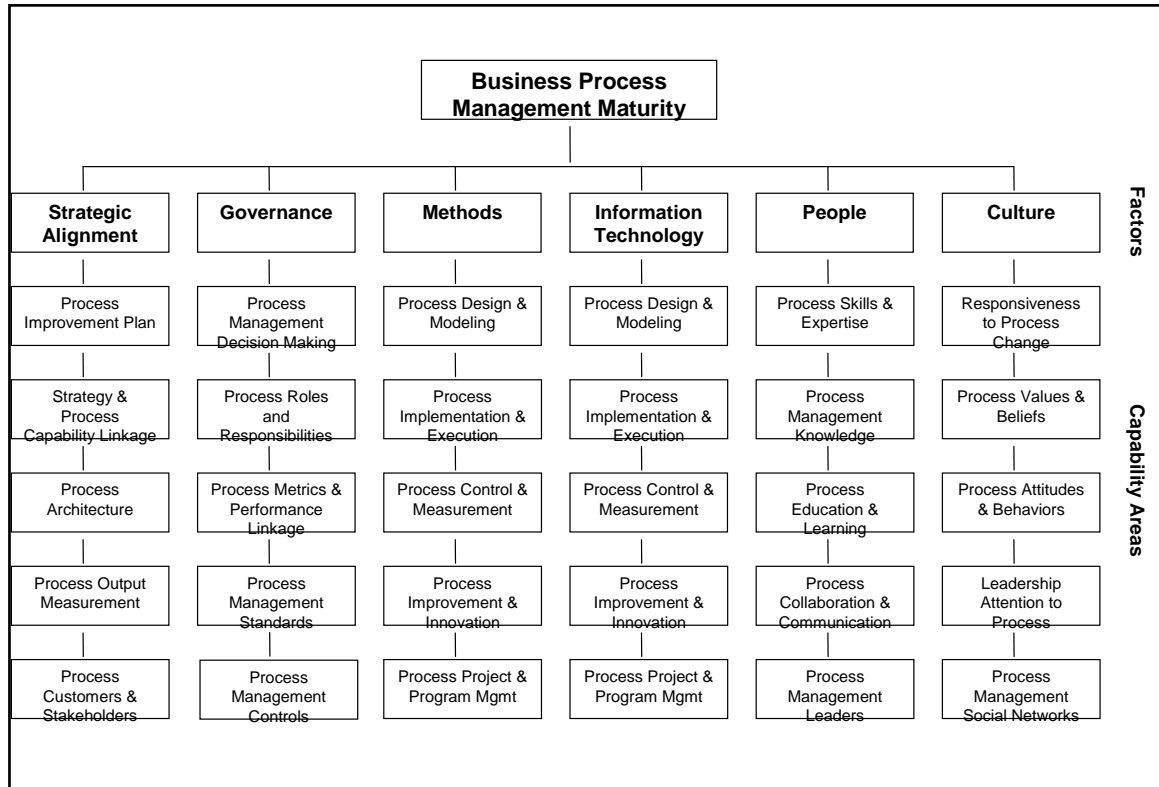 Business Process
Management Maturity
Factors
Strategic
Alignment
Governance
Methods
Information
Technology
People
Culture
Capability Areas
Process
Improvement Plan
Process
Management
Decision Making
Process Design &
Modeling
Process Design &
Modeling
Process Skills &
Expertise
Responsiveness
to Process
Change
Strategy &
Process
Capability Linkage
Process Roles
and
Responsibilities
Process
Implementation &
Execution
Process
Implementation &
Execution
Process
Management
Knowledge
Process Values &
Beliefs
Process
Architecture
Process Metrics &
Performance
Linkage
Process Control &
Measurement
Process Control &
Measurement
Process
Education &
Learning
Process Attitudes
& Behaviors
Process Output
Measurement
Process
Management
Standards
Process
Improvement &
Innovation
Process
Improvement &
Innovation
Process
Collaboration &
Communication
Leadership
Attention to
Process
Process
Customers &
Stakeholders
Process
Management
Controls
Process Project &
Program Mgmt
Process Project &
Program Mgmt
Process
Management
Leaders
Process
Management
Social Networks